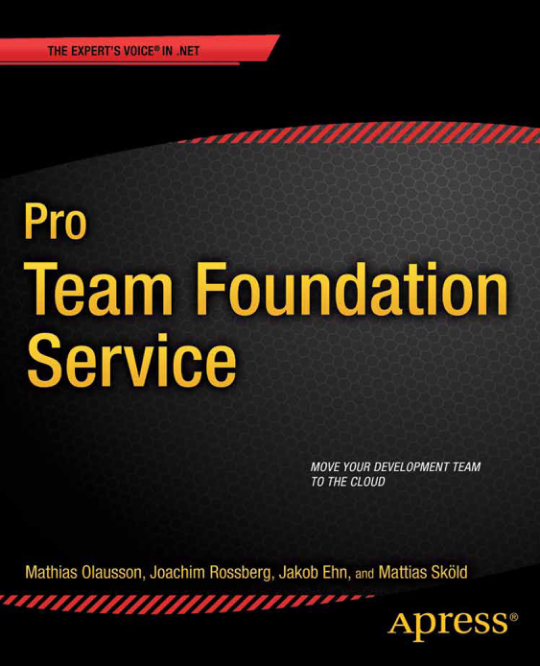 THE EXPERT'S VOICE® IN .NET
Pro
Team Foundation
Service
MOVE YOUR DEVELOPMENT TEAM
TO THE CLOUD
Mathias Olausson, Joachim Rossberg, Jakob Ehn, and Mattias Sköld
Apress®